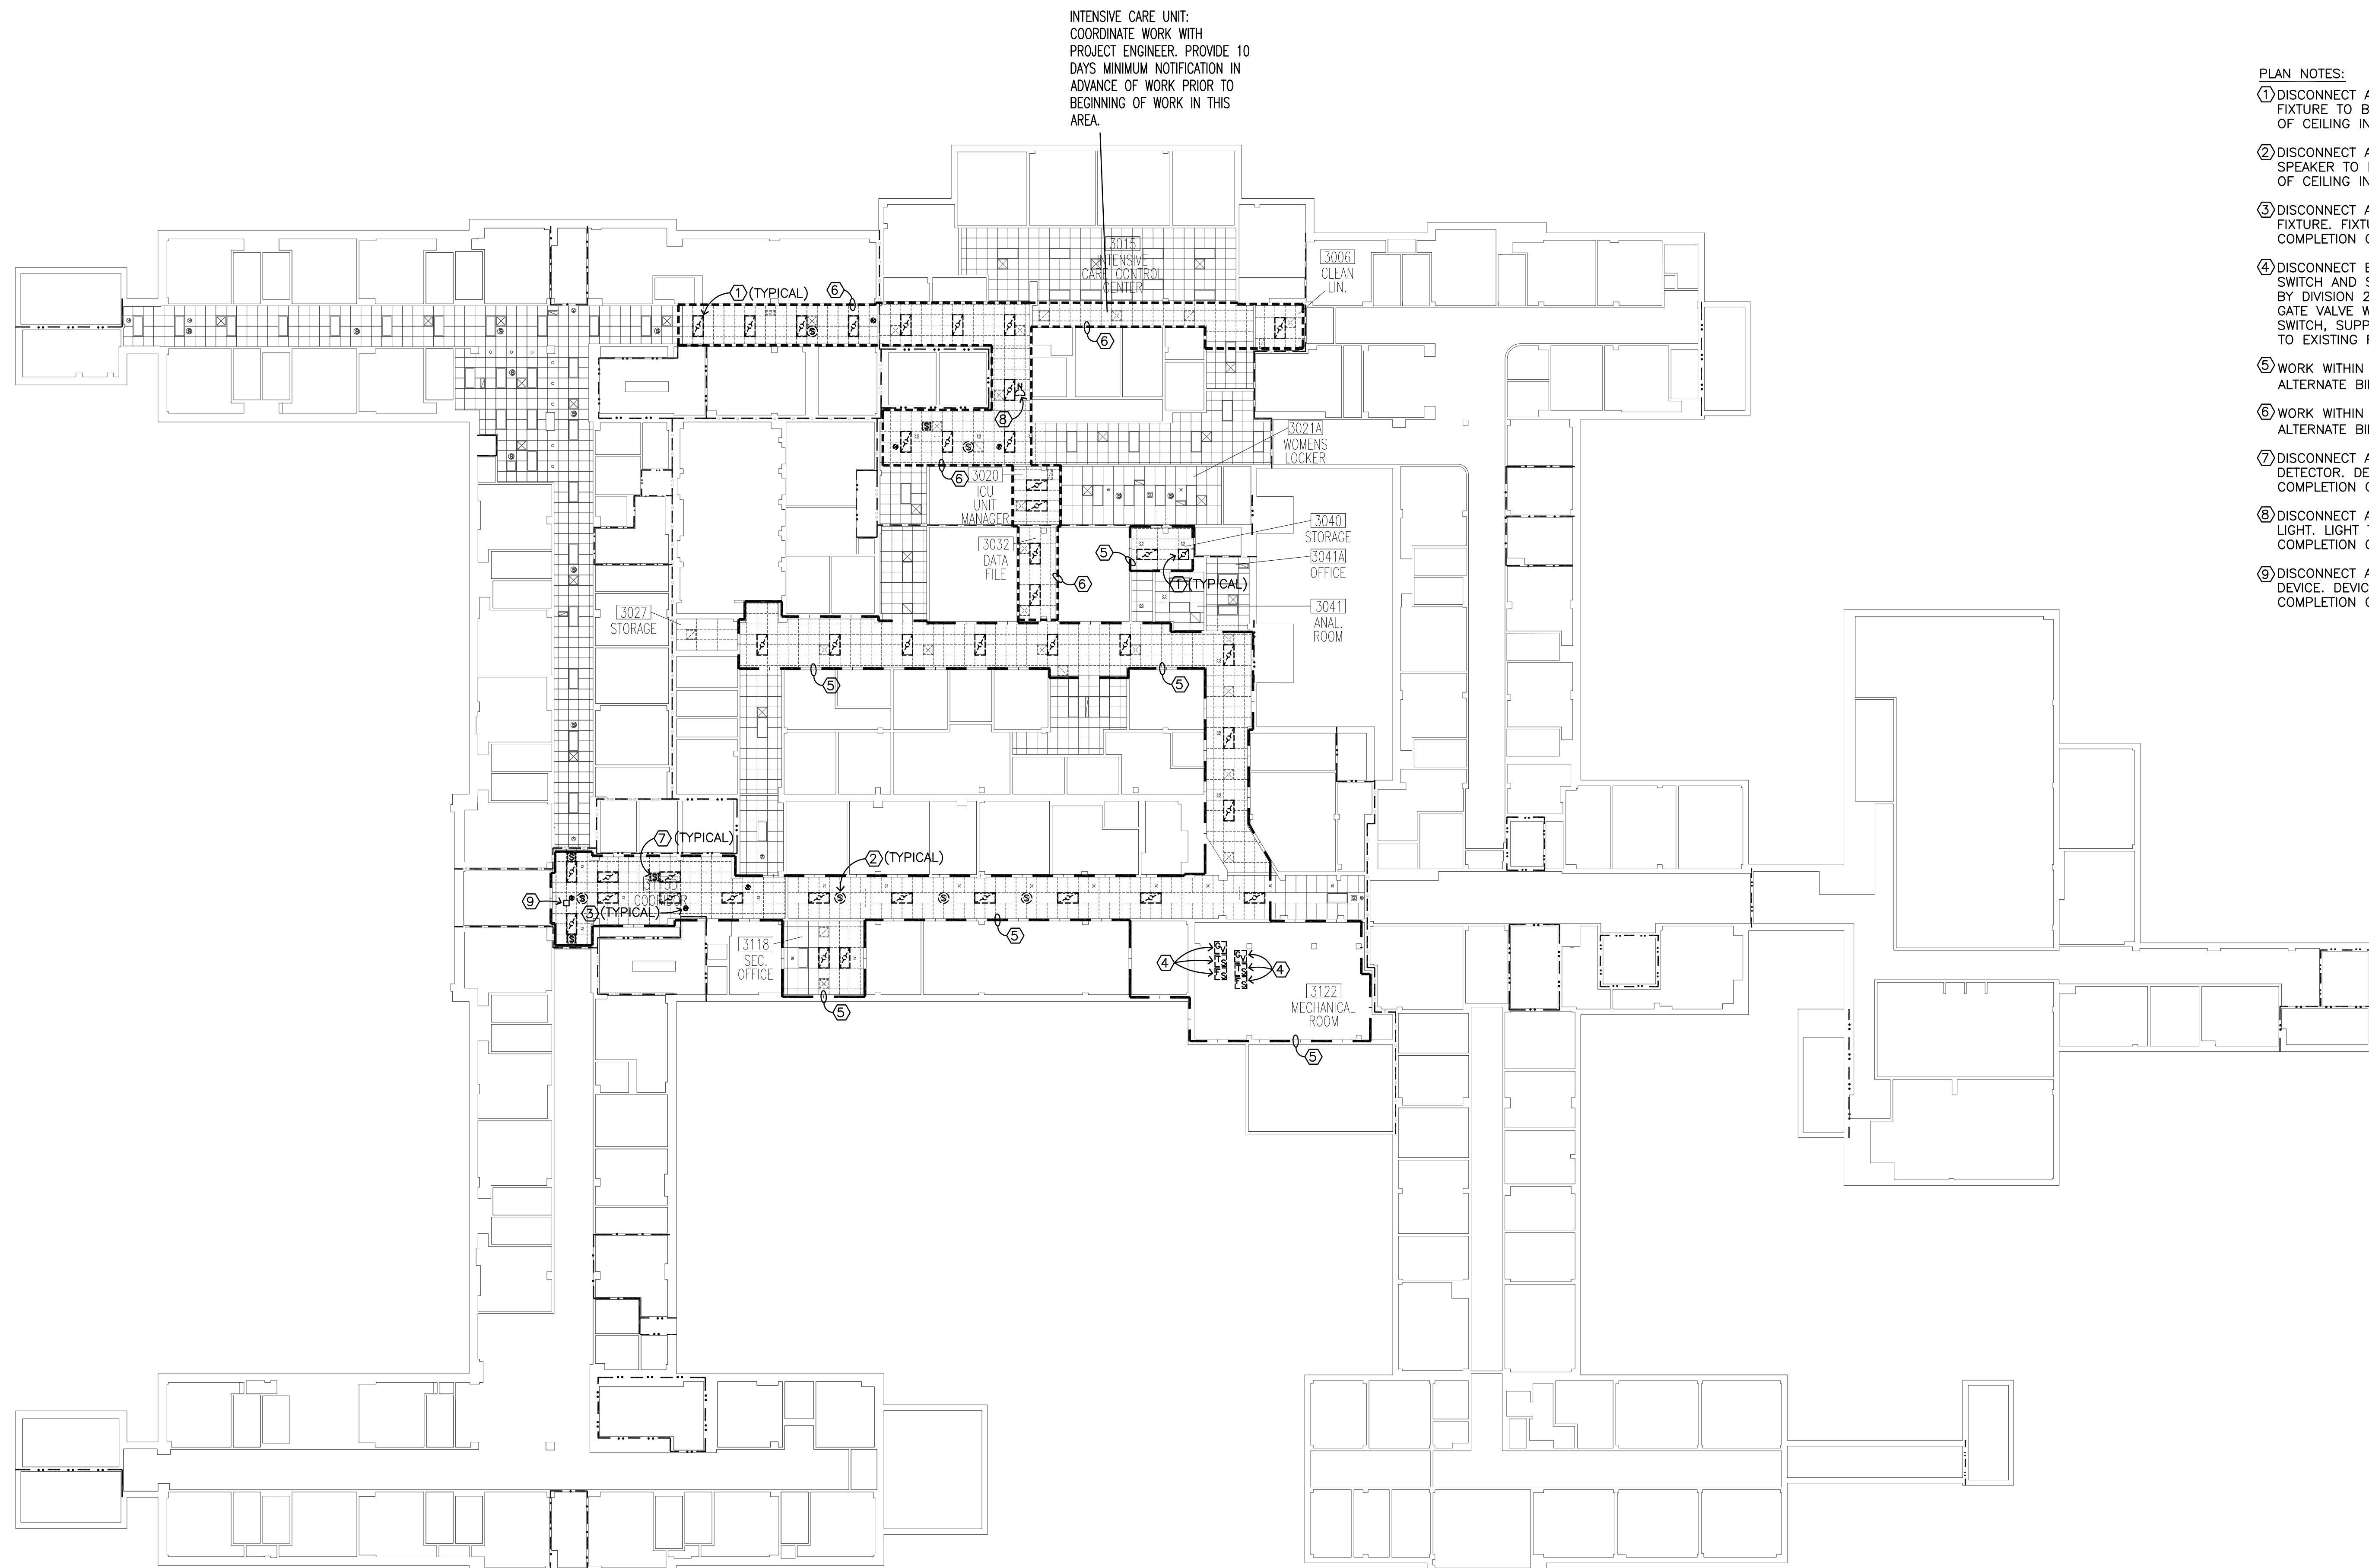 INTENSIVE CARE UNIT:
COORDINATE WORK WITH
PROJECT ENGINEER. PROVIDE 10
DAYS MINIMUM NOTIFICATION IN
ADVANCE OF WORK PRIOR TO
BEGINNING OF WORK IN THIS
AREA.
PLAN NOTES:
1 DISCONNECT A
FIXTURE TO B
OF CEILING IN
2 DISCONNECT A
SPEAKER TO
OF CEILING IN
3 DISCONNECT A
FIXTURE. FIXTU
COMPLETION
4 DISCONNECT E
SWITCH AND S
BY DIVISION 2
GATE VALVE W
SWITCH, SUPP
TO EXISTING
5 WORK WITHIN
ALTERNATE BI
6 WORK WITHIN
ALTERNATE BI
7 DISCONNECT A
DETECTOR. DE
COMPLETION
8 DISCONNECT A
LIGHT. LIGHT
COMPLETION
9 DISCONNECT A
DEVICE. DEVIC
COMPLETION
3015
INTENSIVE
CARE CONTROL
CENTER
3006
CLEAN
LIN.
1 (TYPICAL)
6
6
8
3021A
WOMENS
LOCKER
6
3020
ICU
UNIT
MANAGER
3040
STORAGE
3032
DATA
FILE
5
3041A
OFFICE
6
1 (TYPICAL)
3027
STORAGE
3041
ANAL.
ROOM
5
5
7 (TYPICAL)
2 (TYPICAL)
9
3 (TYPICAL)
5
3118
SEC.
OFFICE
4
4
3122
MECHANICAL
ROOM
5
5